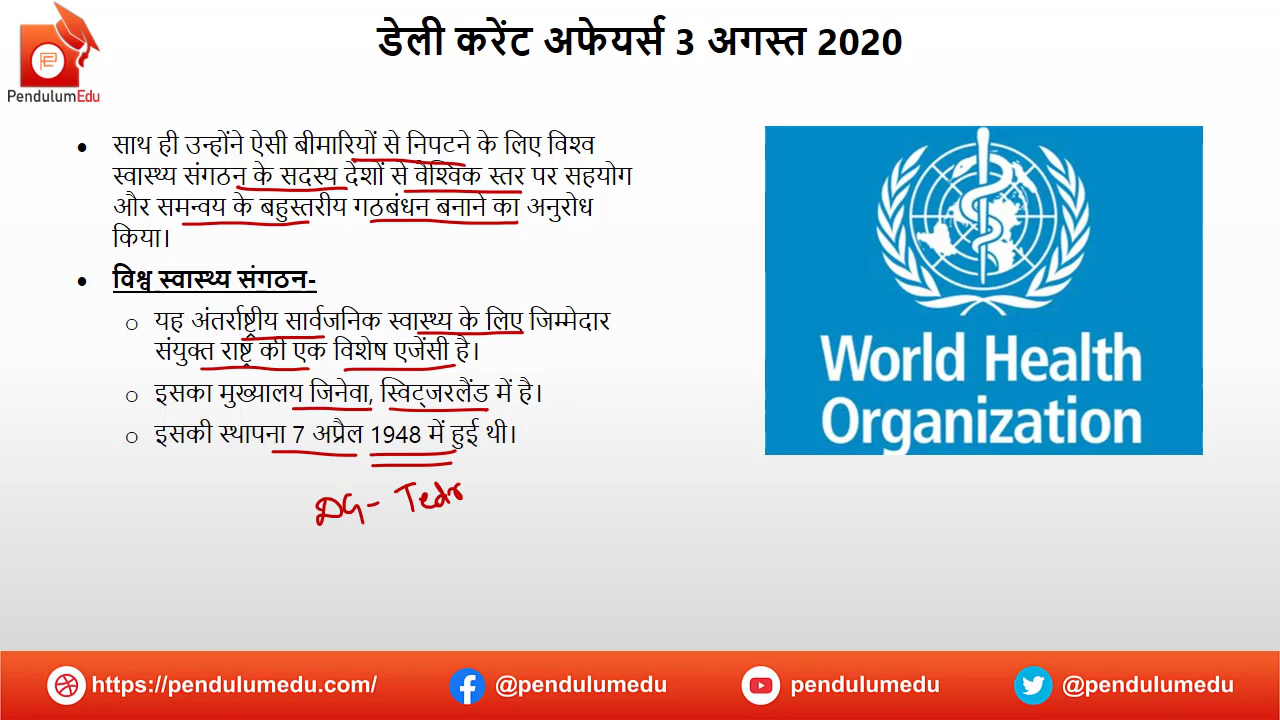 डेली करेंट अफेयर्स 3 अगस्त 2020
PendulumEdu
साथ ही उन्होंने ऐसी बीमारियों से निपटने के लिए विश्व
स्वास्थ्य संगठन के सदस्य देशों से वैश्विक स्तर पर सहयोग
और समन्वय के बहुस्तरीय गठबंधन बनाने का अनुरोध
किया।
विश्व स्वास्थ्य संगठन-
यह अंतर्राष्ट्रीय सार्वजनिक स्वास्थ्य के लिए जिम्मेदार
संयुक्त राष्ट्र की एक विशेष एजेंसी है।
इसका मुख्यालय जिनेवा, स्विट्जरलैंड में है।
इसकी स्थापना 7 अप्रैल 1948 में हुई थी।
DG- Tedr
World Health
Organization
https://pendulumedu.com/
@pendulumedu
pendulumedu
@pendulumedu